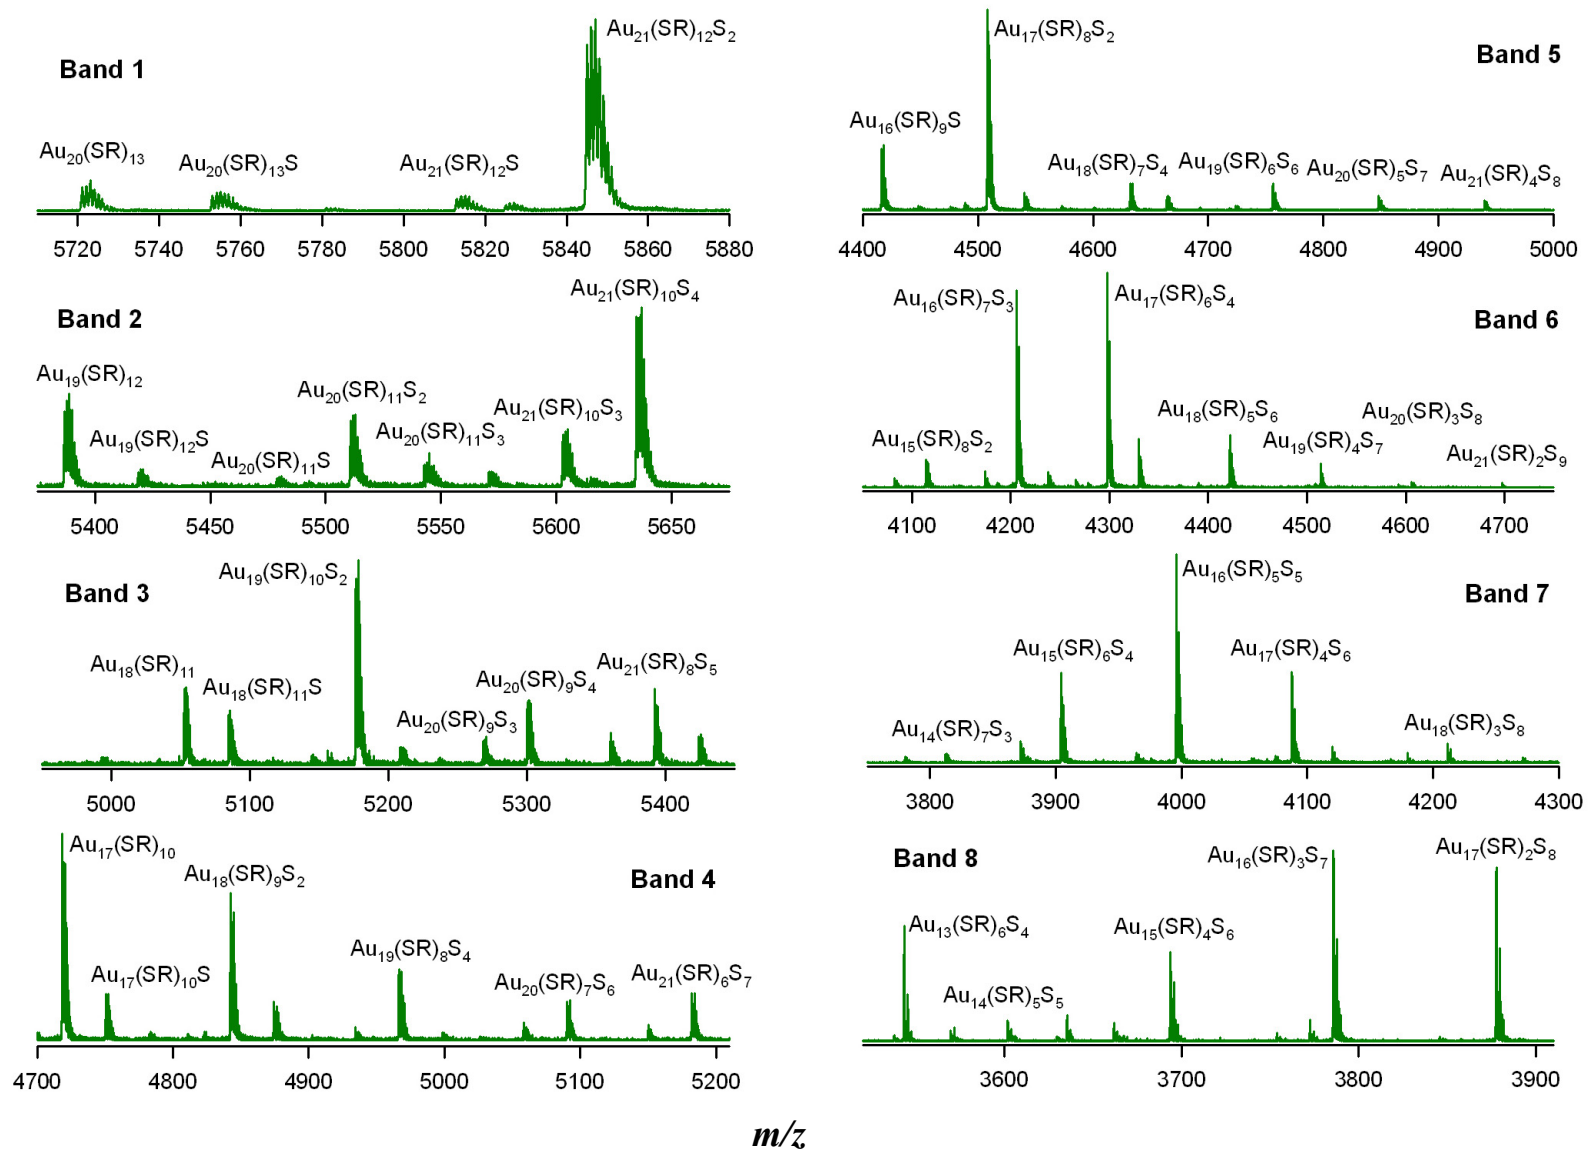 Band 1
Au20(SR)13
Au20(SR)13S
Au21(SR)12S
Au21(SR)12S2
5720 5740 5760 5780 5800 5820 5840 5860 5880
Band 2
Au19(SR)12
Au19(SR)12S
Au20(SR)11S
Au20(SR)11S2
Au20(SR)11S3
Au21(SR)10S3
Au21(SR)10S4
5400 5450 5500 5550 5600 5650
Band 3
Au18(SR)11
Au18(SR)11S
Au19(SR)10S2
Au20(SR)9S3
Au20(SR)9S4
Au21(SR)8S5
5000 5100 5200 5300 5400
Band 4
Au17(SR)10
Au17(SR)10S
Au18(SR)9S2
Au19(SR)8S4
Au20(SR)7S6
Au21(SR)6S7
4700 4800 4900 5000 5100 5200
Band 5
Au16(SR)9S
Au17(SR)8S2
Au18(SR)7S4
Au19(SR)6S6
Au20(SR)5S7
Au21(SR)4S8
4400 4500 4600 4700 4800 4900 5000
Band 6
Au15(SR)8S2
Au16(SR)7S3
Au17(SR)6S4
Au18(SR)5S6
Au19(SR)4S7
Au20(SR)3S8
Au21(SR)2S9
4100 4200 4300 4400 4500 4600 4700
Band 7
Au14(SR)7S3
Au15(SR)6S4
Au16(SR)5S5
Au17(SR)4S6
Au18(SR)3S8
3800 3900 4000 4100 4200 4300
Band 8
Au13(SR)6S4
Au14(SR)5S5
Au15(SR)4S6
Au16(SR)3S7
Au17(SR)2S8
3600 3700 3800 3900
m/z